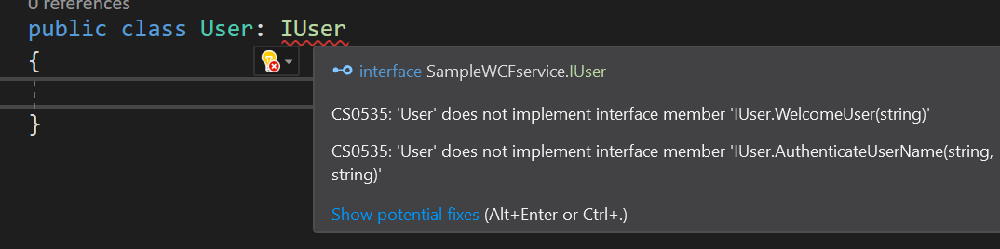 0 references
public class User: IUser
{
interface SampleWCFservice.IUser
CS0535: 'User' does not implement interface member 'IUser.WelcomeUser(string)'
CS0535: 'User' does not implement interface member 'IUser.AuthenticateUserName(string,
string)'
Show potential fixes (Alt+Enter or Ctrl+.)
}